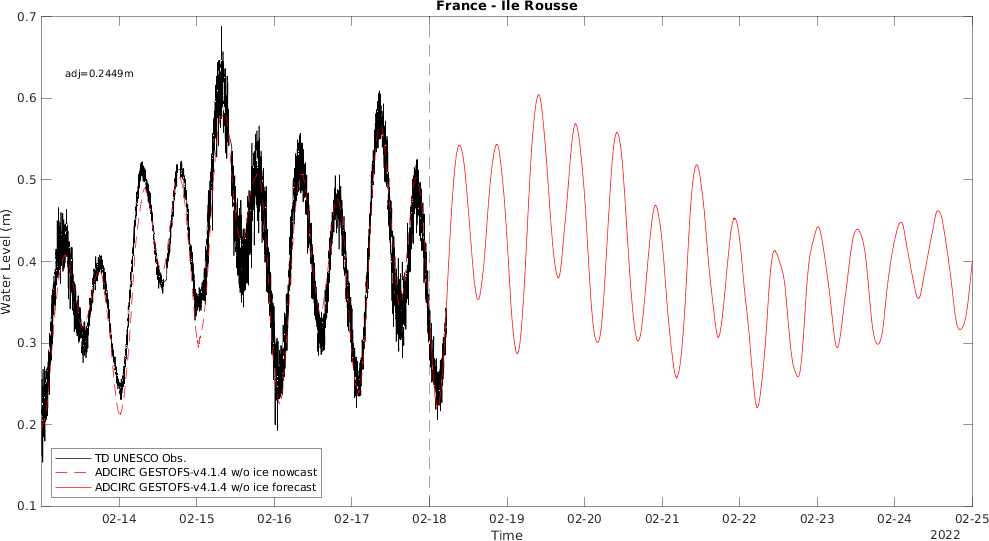 France - Ile Rousse
0.7
0.6
0.5
0.4
0.3
0.2
0.1
Water Level (m)
adj=0.2449m
TD UNESCO Obs.
ADCIRC GESTOFS-v4.1.4 w/o ice nowcast
ADCIRC GESTOFS-v4.1.4 w/o ice forecast
02-14 02-15 02-16 02-17 02-18 02-19 02-20 02-21 02-22 02-23 02-24 02-25
Time
2022